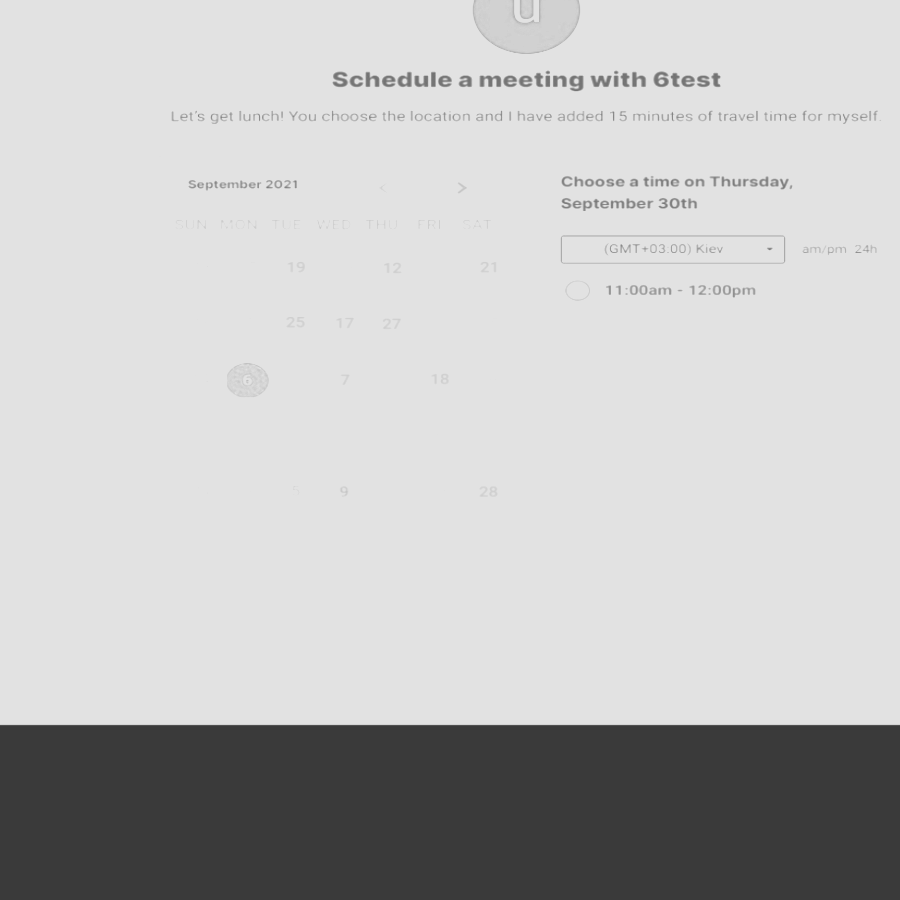 u
Schedule a meeting with 6test
Let's get lunch! You choose the location and I have added 15 minutes of travel time for myself.
September 2021 < >
SUN MON TUE WED THU FRI SAT
19 12 21
25 17 27
6 7 18
9 28
Choose a time on Thursday,
September 30th
(GMT+03:00) Kiev am/pm 24h
11:00am - 12:00pm